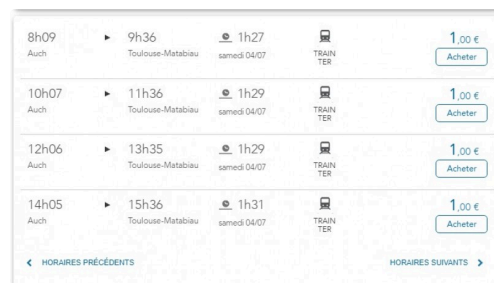 8h09 ► 9h36 1h27 1,00 €
Auch Toulouse-Matabiau samedi 04/07 TRAIN TER Acheter
10h07 ► 11h36 1h29 1,00 €
Auch Toulouse-Matabiau samedi 04/07 TRAIN TER Acheter
12h06 ► 13h35 1h29 1,00 €
Auch Toulouse-Matabiau samedi 04/07 TRAIN TER Acheter
14h05 ► 15h36 1h31 1,00 €
Auch Toulouse-Matabiau samedi 04/07 TRAIN TER Acheter
HORAIRES PRÉCÉDENTS HORAIRES SUIVANTS